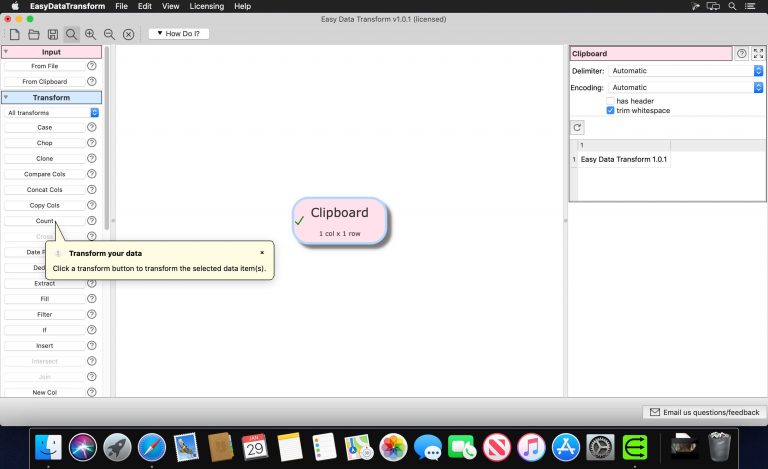 EasyDataTransform File Edit View Licensing Help
Easy Data Transform v1.0.1 (licensed)
▼ How Do I?
Input
From File
From Clipboard
Transform
All transforms
Case
Chop
Clone
Compare Cols
Concat Cols
Copy Cols
Count
Cross
Date F
Ded
Extract
Fill
Filter
If
Insert
Intersect
Join
New Col
Transform your data
Click a transform button to transform the selected data item(s).
Clipboard
1 col x 1 row
Clipboard
Delimiter: Automatic
Encoding: Automatic
has header
trim whitespace
1
1 Easy Data Transform 1.0.1
Email us questions/feedback
JAN
29